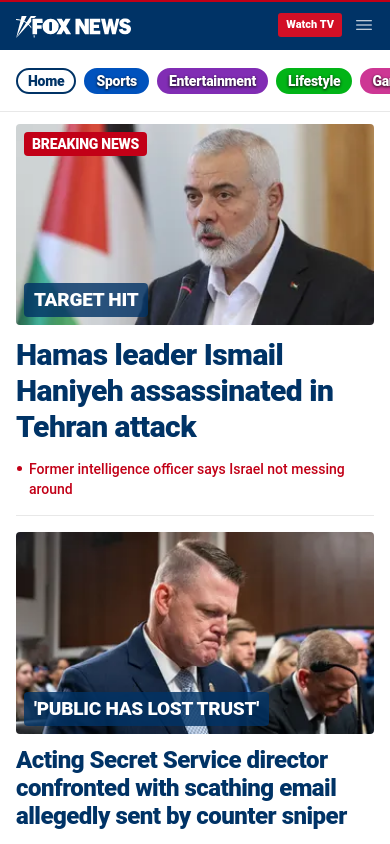 FOX NEWS
Watch TV
Home
Sports
Entertainment
Lifestyle
BREAKING NEWS
TARGET HIT
Hamas leader Ismail
Haniyeh assassinated in
Tehran attack
• Former intelligence officer says Israel not messing
around
'PUBLIC HAS LOST TRUST'
Acting Secret Service director
confronted with scathing email
allegedly sent by counter sniper